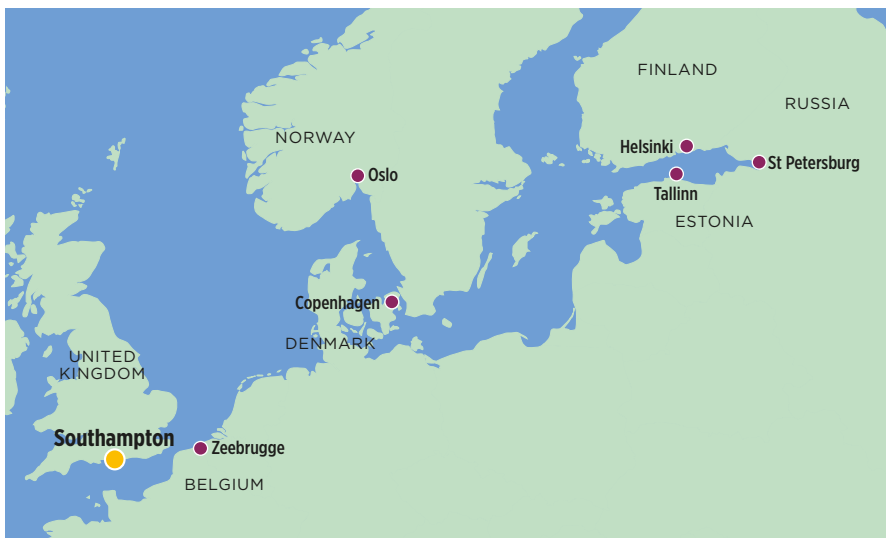 FINLAND
RUSSIA
NORWAY
Helsinki
St Petersburg
Oslo
Tallinn
ESTONIA
Copenhagen
DENMARK
UNITED
KINGDOM
Southampton
Zeebrugge
BELGIUM